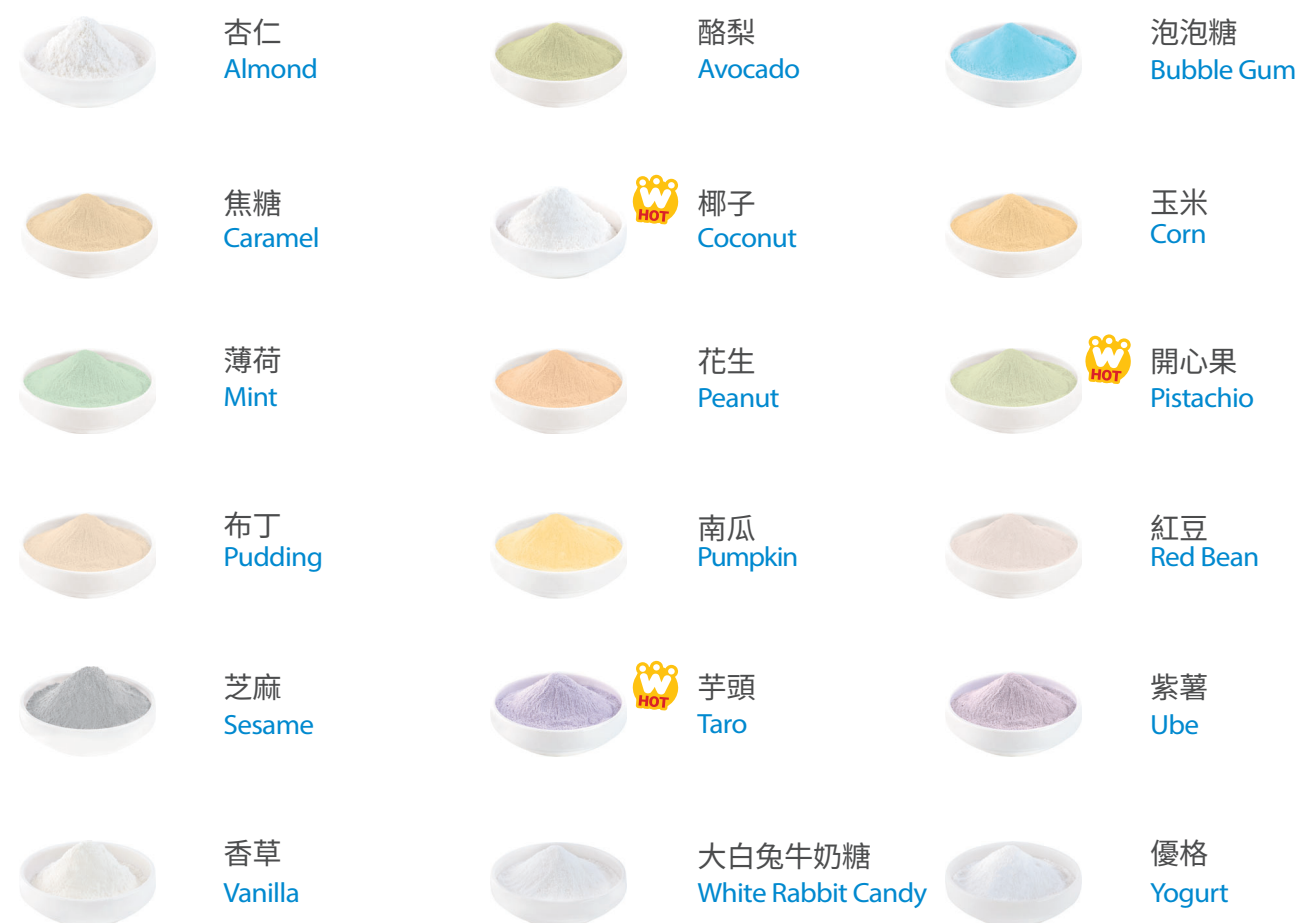 杏仁
Almond
酪梨
Avocado
泡泡糖
Bubble Gum
焦糖
Caramel
W
HOT
椰子
Coconut
玉米
Corn
薄荷
Mint
花生
Peanut
W
HOT
開心果
Pistachio
布丁
Pudding
南瓜
Pumpkin
紅豆
Red Bean
芝麻
Sesame
W
HOT
芋頭
Taro
紫薯
Ube
香草
Vanilla
大白兔牛奶糖
White Rabbit Candy
優格
Yogurt